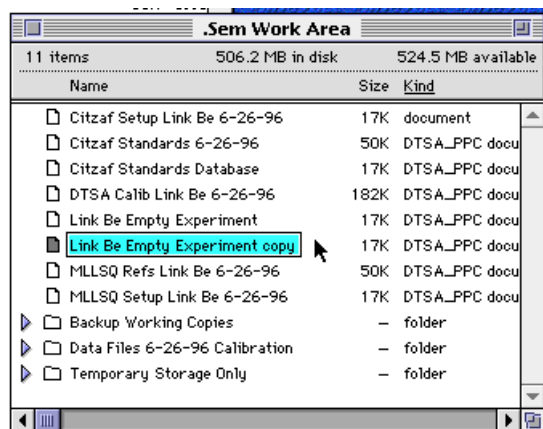 .Sem Work Area
11 items 506.2 MB in disk 524.5 MB available
Name Size Kind
Citzaf Setup Link Be 6-26-96 17K document
Citzaf Standards 6-26-96 50K DTSA_PPC docu
Citzaf Standards Database 17K DTSA_PPC docu
DTSA Calib Link Be 6-26-96 182K DTSA_PPC docu
Link Be Empty Experiment 17K DTSA_PPC docu
Link Be Empty Experiment copy 17K DTSA_PPC docu
MLLSQ Refs Link Be 6-26-96 50K DTSA_PPC docu
MLLSQ Setup Link Be 6-26-96 17K DTSA_PPC docu
Backup Working Copies – folder
Data Files 6-26-96 Calibration – folder
Temporary Storage Only – folder